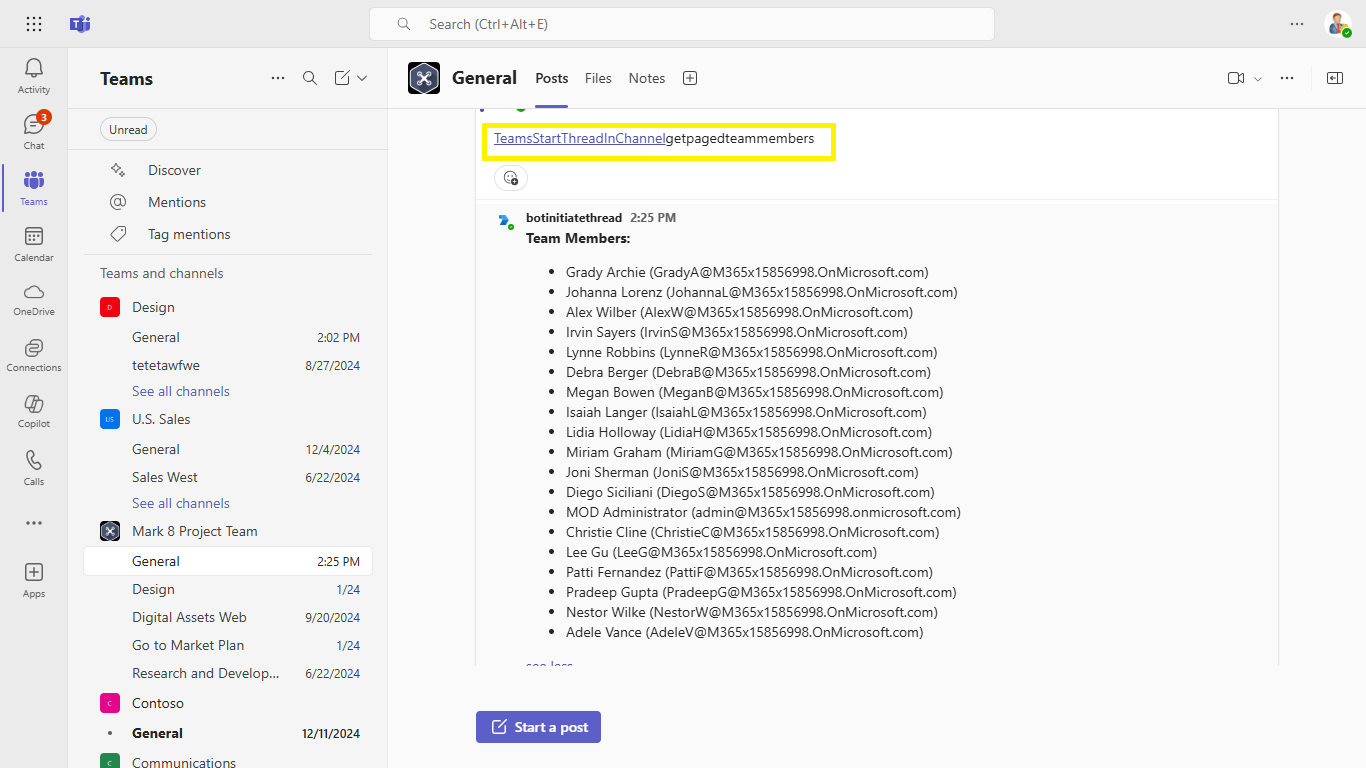 Search (Ctrl+Alt+E)
Activity
3
Chat
Teams
Calendar
OneDrive
Connections
Copilot
Calls
Apps
Teams
Unread
Discover
Mentions
Tag mentions
Teams and channels
D Design
General 2:02 PM
tetetawfwe 8/27/2024
See all channels
US U.S. Sales
General 12/4/2024
Sales West 6/22/2024
See all channels
Mark 8 Project Team
General 2:25 PM
Design 1/24
Digital Assets Web 9/20/2024
Go to Market Plan 1/24
Research and Develop... 6/22/2024
C Contoso
General 12/11/2024
C Communications
General Posts Files Notes
TeamsStartThreadInChannelgetpagedteammembers
botinitiatethread 2:25 PM
Team Members:
Grady Archie (GradyA@M365x15856998.OnMicrosoft.com)
Johanna Lorenz (JohannaL@M365x15856998.OnMicrosoft.com)
Alex Wilber (AlexW@M365x15856998.OnMicrosoft.com)
Irvin Sayers (IrvinS@M365x15856998.OnMicrosoft.com)
Lynne Robbins (LynneR@M365x15856998.OnMicrosoft.com)
Debra Berger (DebraB@M365x15856998.OnMicrosoft.com)
Megan Bowen (MeganB@M365x15856998.OnMicrosoft.com)
Isaiah Langer (IsaiahL@M365x15856998.OnMicrosoft.com)
Lidia Holloway (LidiaH@M365x15856998.OnMicrosoft.com)
Miriam Graham (MiriamG@M365x15856998.OnMicrosoft.com)
Joni Sherman (JoniS@M365x15856998.OnMicrosoft.com)
Diego Siciliani (DiegoS@M365x15856998.OnMicrosoft.com)
MOD Administrator (admin@M365x15856998.onmicrosoft.com)
Christie Cline (ChristieC@M365x15856998.OnMicrosoft.com)
Lee Gu (LeeG@M365x15856998.OnMicrosoft.com)
Patti Fernandez (PattiF@M365x15856998.OnMicrosoft.com)
Pradeep Gupta (PradeepG@M365x15856998.OnMicrosoft.com)
Nestor Wilke (NestorW@M365x15856998.OnMicrosoft.com)
Adele Vance (AdeleV@M365x15856998.OnMicrosoft.com)
see less
Start a post